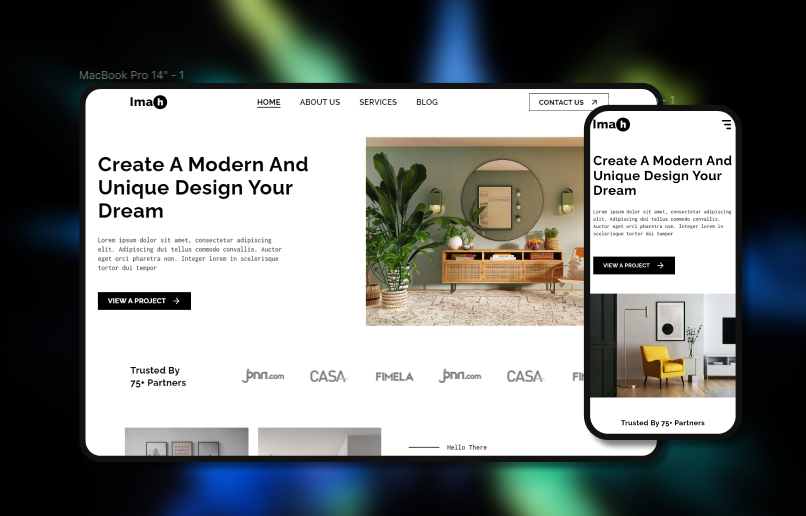 MacBook Pro 14" - 1
- 1
Imah
HOME ABOUT US SERVICES BLOG
CONTACT US
Create A Modern And
Unique Design Your
Dream
Lorem ipsum dolor sit amet, consectetur adipiscing
elit. Adipiscing dui tellus commodo convallis. Auctor
eget orci pharetra non. Integer lorem in scelerisque
tortor dui tempor
VIEW A PROJECT
Trusted By
75+ Partners
jpnn.com CASA FIMELA jpnn.com CASA FIM
Hello There
Imah
Create A Modern And
Unique Design Your
Dream
Lorem ipsum dolor sit amet, consectetur adipiscing
elit. Adipiscing dui tellus commodo convallis.
Auctor eget orci pharetra non. Integer lorem in
scelerisque tortor dui tempor
VIEW A PROJECT
Trusted By 75+ Partners